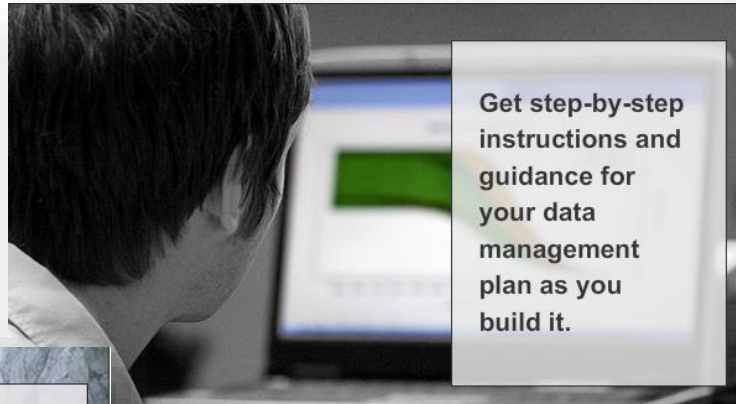 Get step-by-step
instructions and
guidance for
your data
management
plan as you
build it.